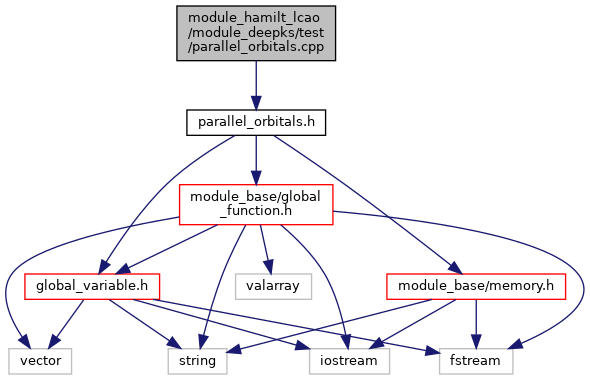 module_hamilt_lcao
/module_deepks/test
/parallel_orbitals.cpp
parallel_orbitals.h
module_base/global
_function.h
global_variable.h
valarray
module_base/memory.h
vector
string
iostream
fstream